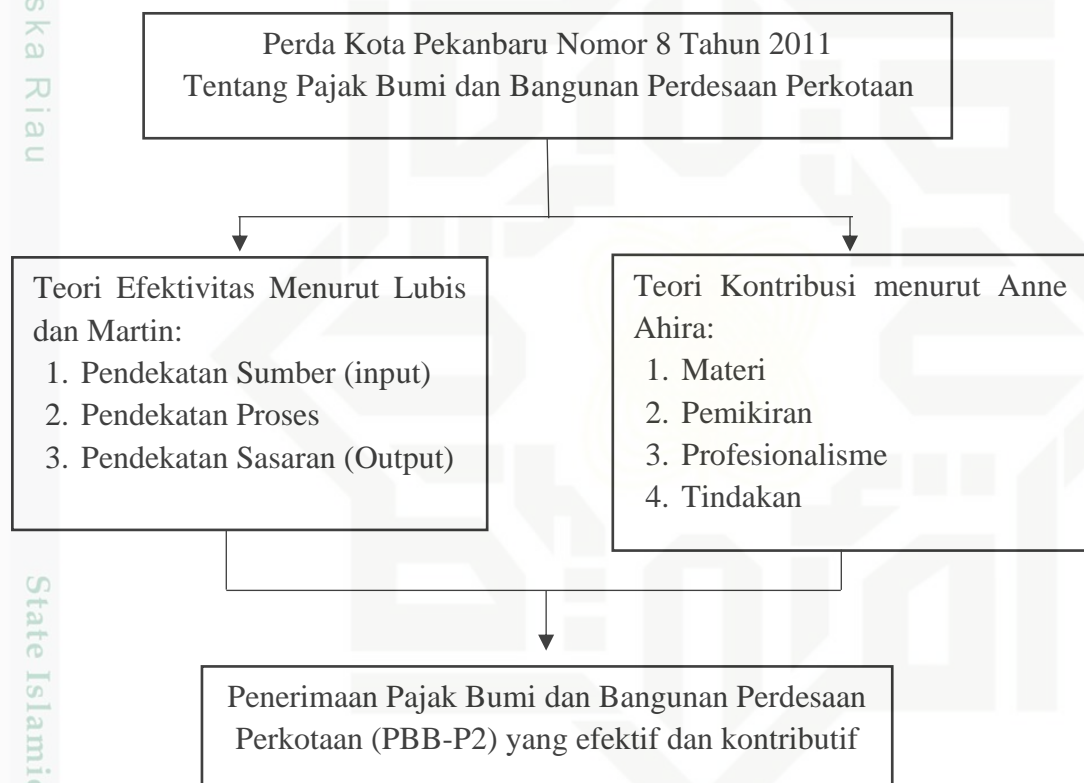 Perda Kota Pekanbaru Nomor 8 Tahun 2011
Tentang Pajak Bumi dan Bangunan Perdesaan Perkotaan
Teori Efektivitas Menurut Lubis
dan Martin:
1. Pendekatan Sumber (input)
2. Pendekatan Proses
3. Pendekatan Sasaran (Output)
Teori Kontribusi menurut Anne
Ahira:
1. Materi
2. Pemikiran
3. Profesionalisme
4. Tindakan
Penerimaan Pajak Bumi dan Bangunan Perdesaan
Perkotaan (PBB-P2) yang efektif dan kontributif
ska Riau
State Islamic